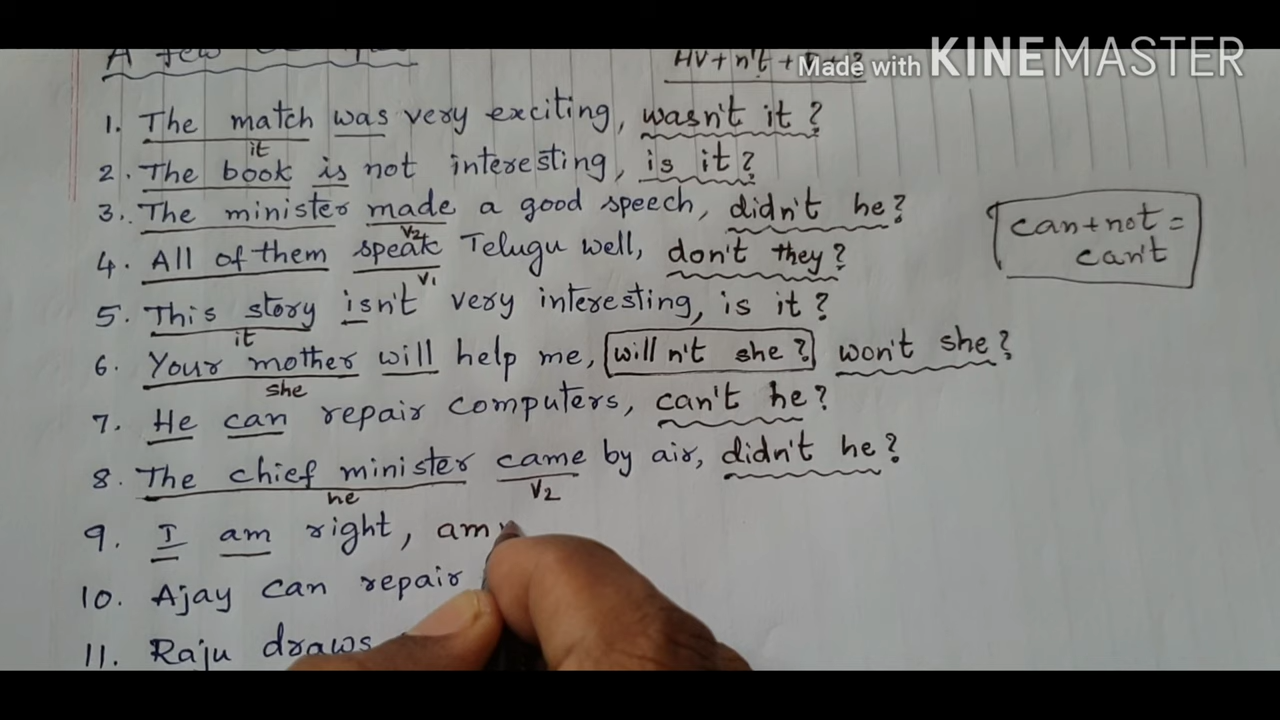 A few
HV + n't +
Made with KINEMASTER
1. The match was very exciting, wasn't it?
it
2. The book is not interesting, is it?
3. The minister made a good speech, didn't he?
V2
4. All of them speak Telugu well, don't they?
V1
can+not =
can't
5. This story isn't very interesting, is it?
it
6. Your mother will help me, will n't she? won't she?
she
7. He can repair computers, can't he?
8. The chief minister came by air, didn't he?
he V2
9. I am right, am
10. Ajay can repair
11. Raju draws